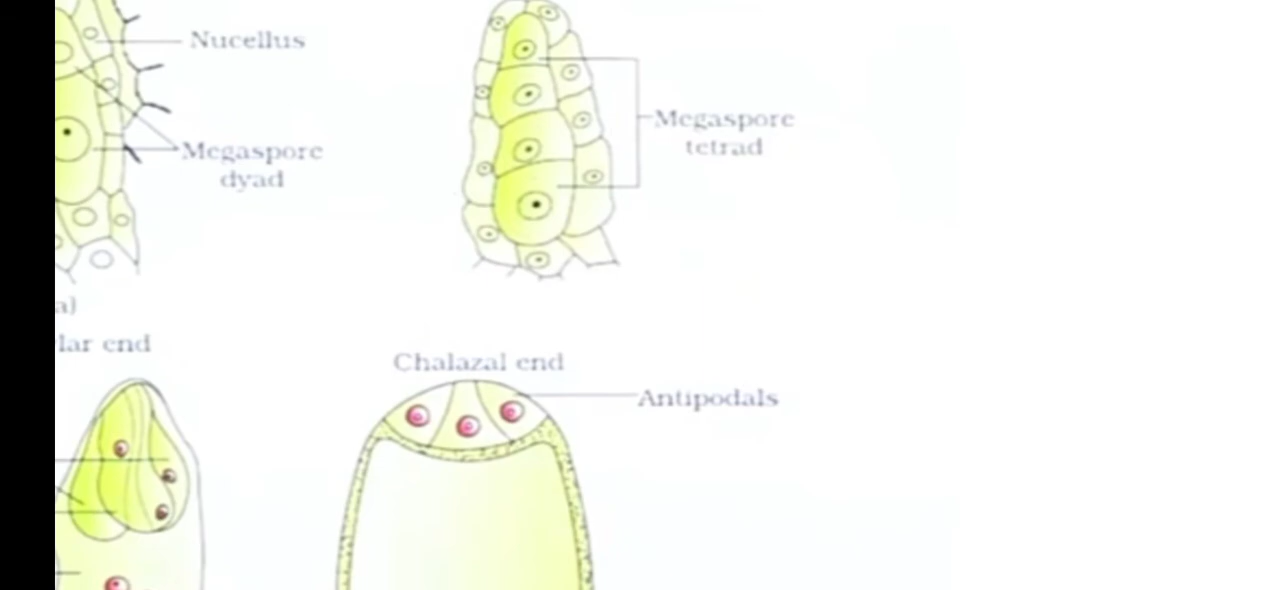 Nucellus
Megaspore
dyad
Megaspore
tetrad
a)
lar end
Chalazal end
Antipodals